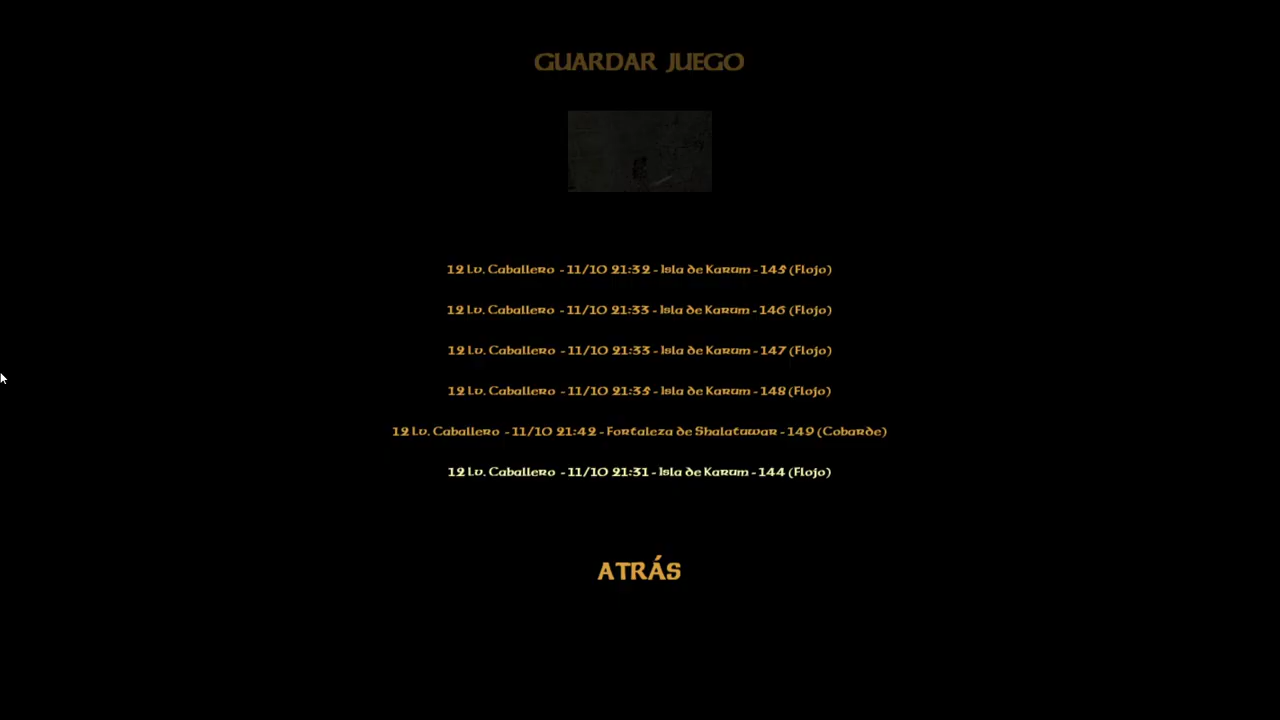 GUARDAR JUEGO
12 Lv. Caballero - 11/10 21:32 - Isla de Karum - 145 (Flojo)
12 Lv. Caballero - 11/10 21:33 - Isla de Karum - 146 (Flojo)
12 Lv. Caballero - 11/10 21:33 - Isla de Karum - 147 (Flojo)
12 Lv. Caballero - 11/10 21:35 - Isla de Karum - 148 (Flojo)
12 Lv. Caballero - 11/10 21:42 - Fortaleza de Shalatuwar - 149 (Cobarde)
12 Lv. Caballero - 11/10 21:31 - Isla de Karum - 144 (Flojo)
ATRÁS